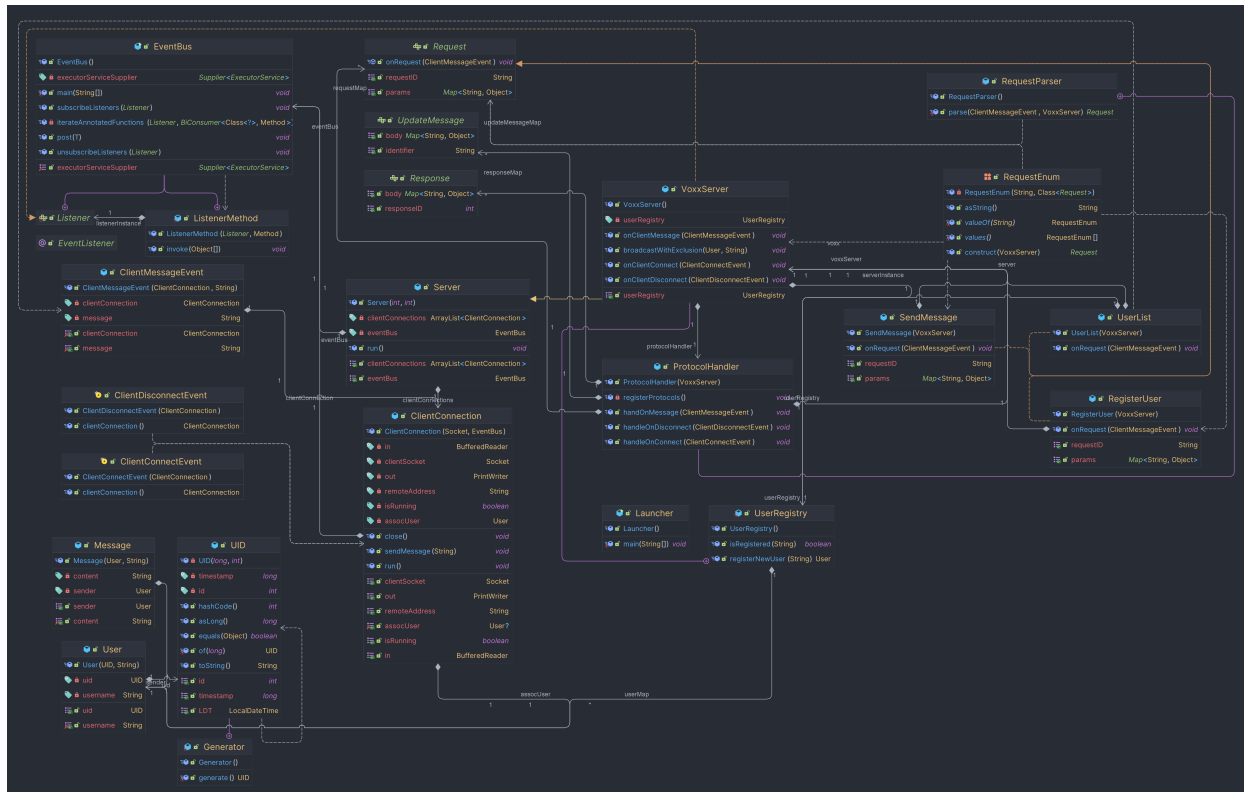 EventBus
EventBus()
executorServiceSupplier Supplier<ExecutorService>
main(String[]) void
subscribeListeners(Listener) void
iterateAnnotatedFunctions (Listener, BiConsumer<Class<?>, Method> void
post(T) void
unsubscribeListeners(Listener) void
executorServiceSupplier Supplier<ExecutorService>
Listener
1
listenerInstance
ListenerMethod
ListenerMethod (Listener, Method)
invoke(Object[]) void
EventListener
Request
onRequest(ClientMessageEvent) void
requestID String
params Map<String, Object>
requestMap
eventBus
UpdateMessage
body Map<String, Object>
identifier String
updateMessageMap
responseMap
Response
body Map<String, Object>
responseID int
RequestParser
RequestParser()
parse(ClientMessageEvent, VoxxServer) Request
RequestEnum
RequestEnum(String, Class<Request>)
asString() String
valueOf(String) RequestEnum
values() RequestEnum[]
construct(VoxxServer) Request
VoxxServer
VoxxServer()
userRegistry UserRegistry
onClientMessage(ClientMessageEvent) void
broadcastWithExclusion(User, String) void
onClientConnect(ClientConnectEvent) void
onClientDisconnect(ClientDisconnectEvent) void
userRegistry UserRegistry
voxx
voxxServer
server
1 1 1 serverInstance
ClientMessageEvent
ClientMessageEvent(ClientConnection, String)
clientConnection ClientConnection
message String
clientConnection ClientConnection
message String
Server
Server(int, int)
clientConnections ArrayList<ClientConnection>
eventBus EventBus
run() void
clientConnections ArrayList<ClientConnection>
eventBus EventBus
eventBus
clientConnections
clientConnection
protocolHandler
SendMessage
SendMessage(VoxxServer)
onRequest(ClientMessageEvent) void
requestID String
params Map<String, Object>
UserList
UserList(VoxxServer)
onRequest(ClientMessageEvent) void
RegisterUser
RegisterUser(VoxxServer)
onRequest(ClientMessageEvent) void
requestID String
params Map<String, Object>
ProtocolHandler
ProtocolHandler(VoxxServer)
registerProtocols() void
handOnMessage(ClientMessageEvent) void
handleOnDisconnect(ClientDisconnectEvent) void
handleOnConnect(ClientConnectEvent) void
userRegistry
userRegistry
ClientDisconnectEvent
ClientDisconnectEvent(ClientConnection)
clientConnection() ClientConnection
ClientConnectEvent
ClientConnectEvent(ClientConnection)
clientConnection() ClientConnection
ClientConnection
ClientConnection(Socket, EventBus)
in BufferedReader
clientSocket Socket
out PrintWriter
remoteAddress String
isRunning boolean
assocUser User
close() void
sendMessage(String) void
run() void
clientSocket Socket
out PrintWriter
remoteAddress String
assocUser User?
isRunning boolean
in BufferedReader
Launcher
Launcher()
main(String[]) void
UserRegistry
UserRegistry()
isRegistered(String) boolean
registerNewUser(String) User
Message
Message(User, String)
content String
sender User
sender User
content String
UID
UID(long, int)
timestamp long
id int
hashCode() int
asLong() long
equals(Object) boolean
of(long) UID
toString() String
id int
timestamp long
LDT LocalDateTime
User
User(UID, String)
uid UID
username String
uid UID
username String
assocUser userMap
1 1 *
Generator
Generator()
generate() UID